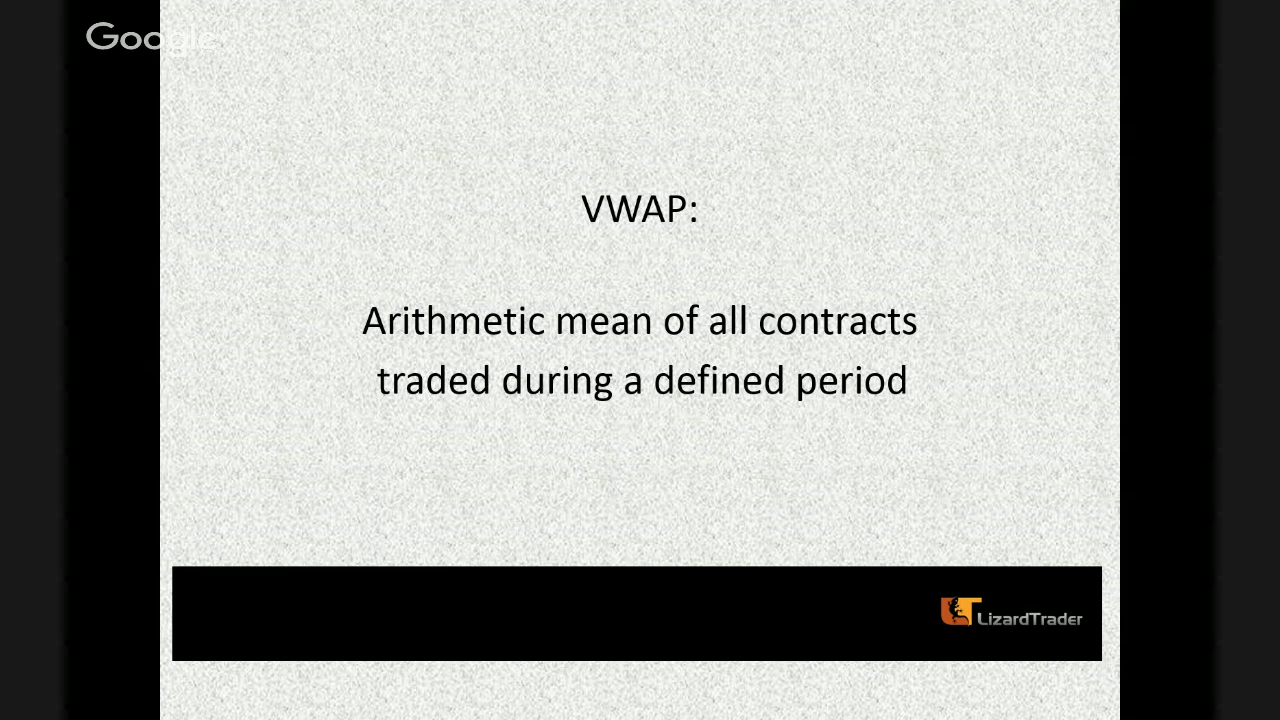 Google
VWAP:
Arithmetic mean of all contracts
traded during a defined period
LizardTrader